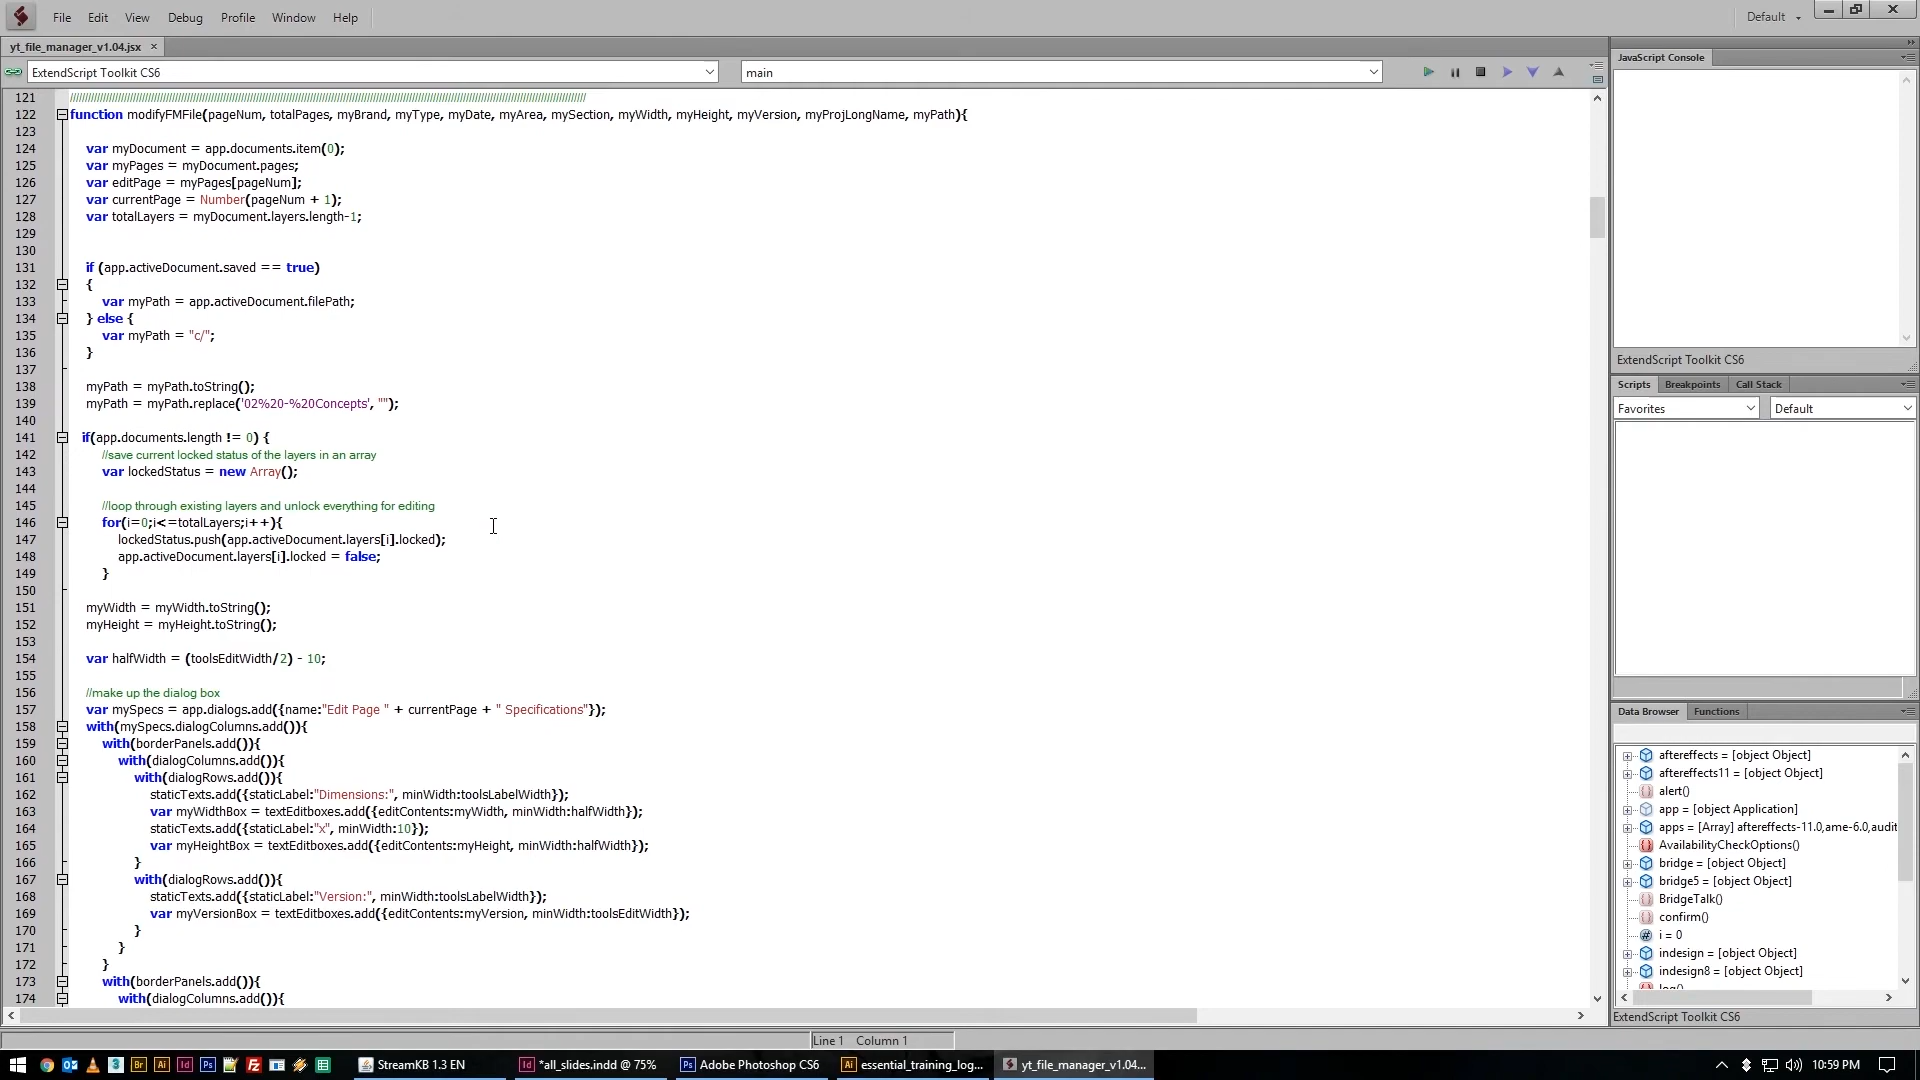 File Edit View Debug Profile Window Help
Default
yt_file_manager_v1.04.jsx ×
ExtendScript Toolkit CS6
main
121
122 function modifyFMFile(pageNum, totalPages, myBrand, myType, myDate, myArea, mySection, myWidth, myHeight, myVersion, myProjLongName, myPath){
123
124 var myDocument = app.documents.item(0);
125 var myPages = myDocument.pages;
126 var editPage = myPages[pageNum];
127 var currentPage = Number(pageNum + 1);
128 var totalLayers = myDocument.layers.length-1;
129
130
131 if (app.activeDocument.saved == true)
132 {
133 var myPath = app.activeDocument.filePath;
134 } else {
135 var myPath = "c/";
136 }
137
138 myPath = myPath.toString();
139 myPath = myPath.replace('02%20-%20Concepts', "");
140
141 if(app.documents.length != 0) {
142 //save current locked status of the layers in an array
143 var lockedStatus = new Array();
144
145 //loop through existing layers and unlock everything for editing
146 for(i=0;i<=totalLayers;i++){
147 lockedStatus.push(app.activeDocument.layers[i].locked);
148 app.activeDocument.layers[i].locked = false;
149 }
150
151 myWidth = myWidth.toString();
152 myHeight = myHeight.toString();
153
154 var halfWidth = (toolsEditWidth/2) - 10;
155
156 //make up the dialog box
157 var mySpecs = app.dialogs.add({name:"Edit Page " + currentPage + " Specifications"});
158 with(mySpecs.dialogColumns.add()){
159 with(borderPanels.add()){
160 with(dialogColumns.add()){
161 with(dialogRows.add()){
162 staticTexts.add({staticLabel:"Dimensions:", minWidth:toolsLabelWidth});
163 var myWidthBox = textEditboxes.add({editContents:myWidth, minWidth:halfWidth});
164 staticTexts.add({staticLabel:"x", minWidth:10});
165 var myHeightBox = textEditboxes.add({editContents:myHeight, minWidth:halfWidth});
166 }
167 with(dialogRows.add()){
168 staticTexts.add({staticLabel:"Version:", minWidth:toolsLabelWidth});
169 var myVersionBox = textEditboxes.add({editContents:myVersion, minWidth:toolsEditWidth});
170 }
171 }
172 }
173 with(borderPanels.add()){
174 with(dialogColumns.add()){
Line 1 Column 1
JavaScript Console
ExtendScript Toolkit CS6
Scripts Breakpoints Call Stack
Favorites Default
Data Browser Functions
aftereffects = [object Object]
aftereffects11 = [object Object]
alert()
app = [object Application]
apps = [Array] aftereffects-11.0,ame-6.0,audit
AvailabilityCheckOptions()
bridge = [object Object]
bridge5 = [object Object]
BridgeTalk()
confirm()
i = 0
indesign = [object Object]
indesign8 = [object Object]
ExtendScript Toolkit CS6
StreamKB 1.3 EN
*all_slides.indd @ 75%
Adobe Photoshop CS6
essential_training_log...
yt_file_manager_v1.04...
10:59 PM